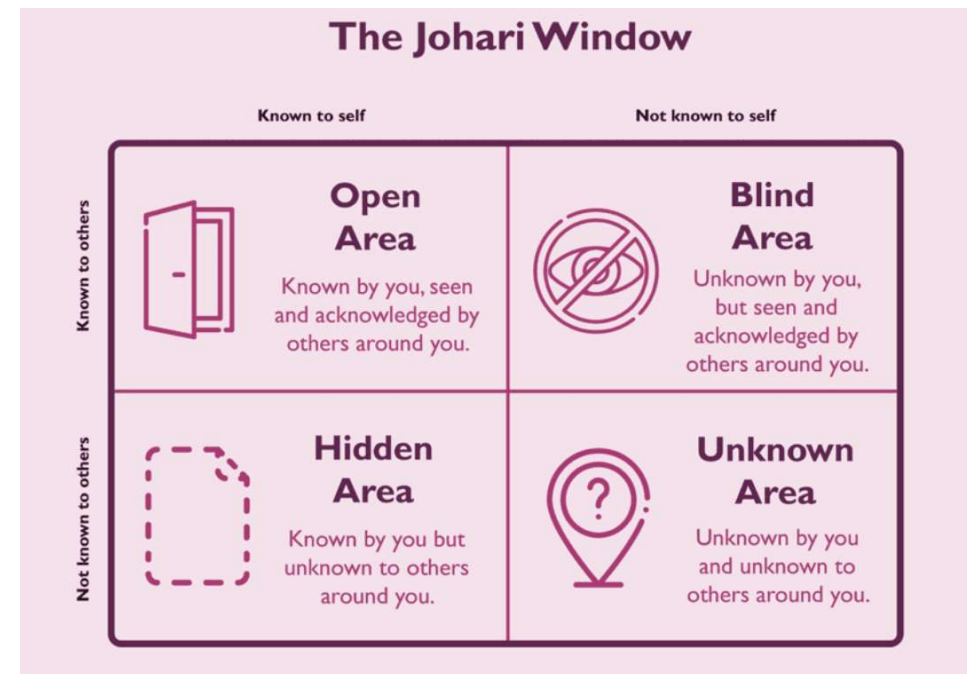 The Johari Window
Known to self
Not known to self
Known to others
Open
Area
Known by you, seen
and acknowledged by
others around you.
Blind
Area
Unknown by you,
but seen and
acknowledged by
others around you.
Not known to others
Hidden
Area
Known by you but
unknown to others
around you.
?
Unknown
Area
Unknown by you
and unknown to
others around you.